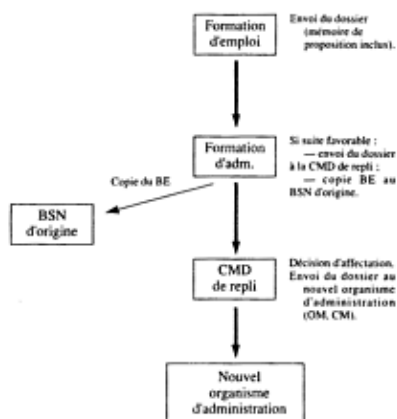 Formation
d'emploi
Envoi du dossier
(mémoire de
proposition inclus).
Formation
d'adm.
Si suite favorable :
— envoi du dossier
à la CMD de repli ;
— copie BE au
BSN d'origine.
Copie du BE
BSN
d'origine
CMD
de repli
Décision d'affectation.
Envoi du dossier au
nouvel organisme
d'administration
(OM, CM).
Nouvel
organisme
d'administration